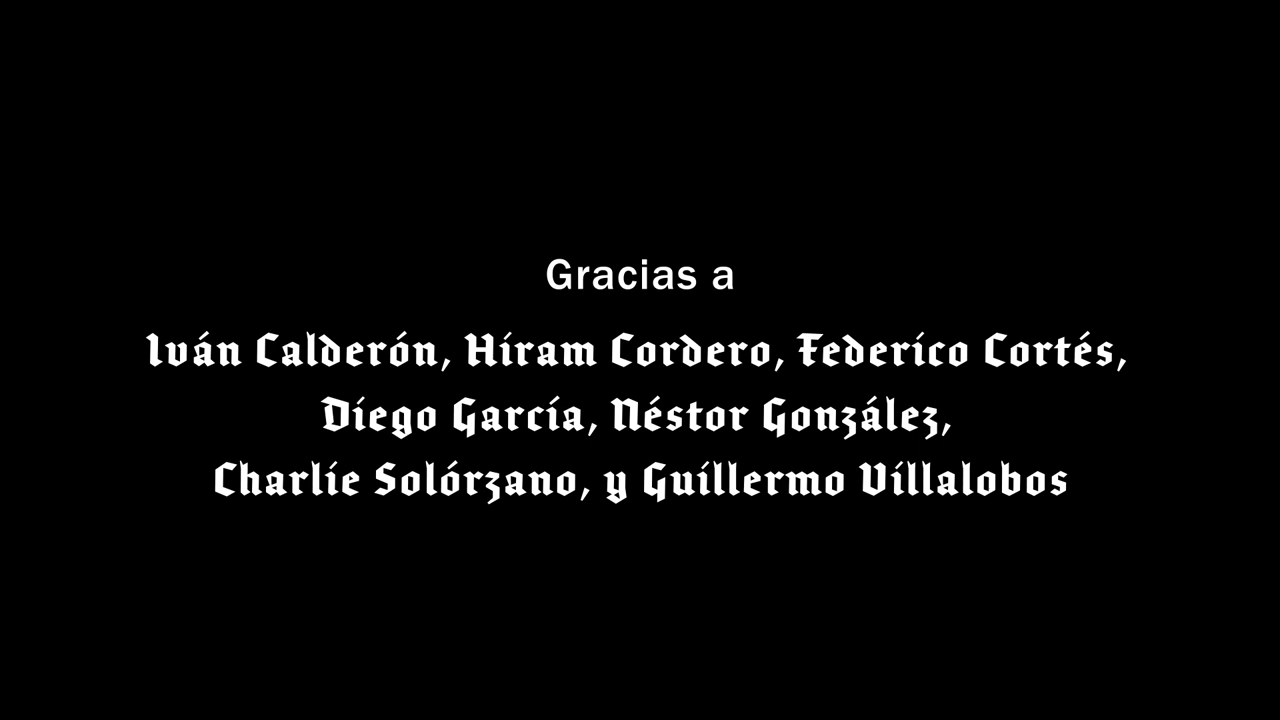 Gracias a
Iván Calderón, Hiram Cordero, Federico Cortés,
Diego García, Néstor González,
Charlie Solórzano, y Guillermo Villalobos